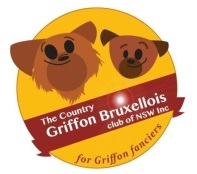 The Country
Griffon Bruxellois
club of NSW Inc
for Griffon fanciers